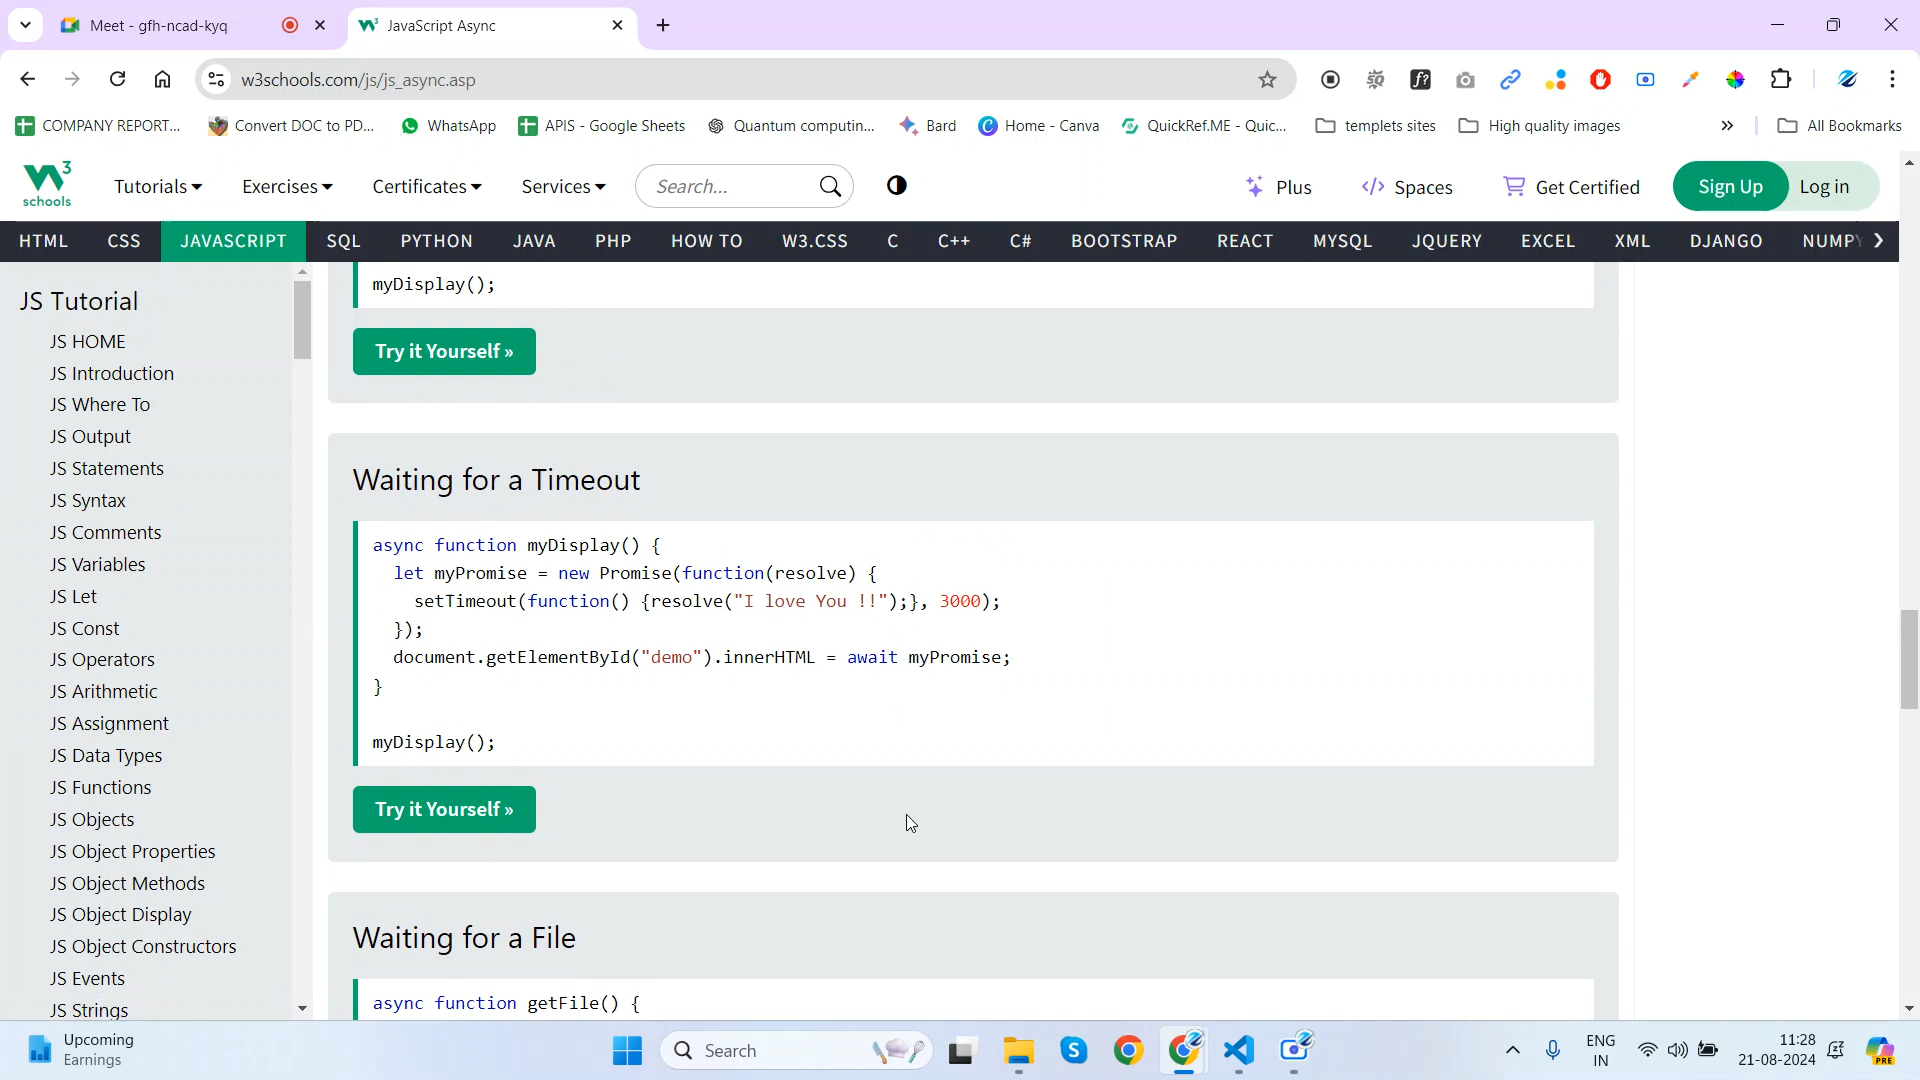 Meet - gfh-ncad-kyq
JavaScript Async
w3schools.com/js/js_async.asp
COMPANY REPORT...
Convert DOC to PD...
WhatsApp
APIS - Google Sheets
Quantum computin...
Bard
Home - Canva
QuickRef.ME - Quic...
templets sites
High quality images
All Bookmarks
W3 schools
Tutorials
Exercises
Certificates
Services
Search...
Plus
Spaces
Get Certified
Sign Up
Log in
HTML
CSS
JAVASCRIPT
SQL
PYTHON
JAVA
PHP
HOW TO
W3.CSS
C
C++
C#
BOOTSTRAP
REACT
MYSQL
JQUERY
EXCEL
XML
DJANGO
NUMPY
JS Tutorial
JS HOME
JS Introduction
JS Where To
JS Output
JS Statements
JS Syntax
JS Comments
JS Variables
JS Let
JS Const
JS Operators
JS Arithmetic
JS Assignment
JS Data Types
JS Functions
JS Objects
JS Object Properties
JS Object Methods
JS Object Display
JS Object Constructors
JS Events
JS Strings
myDisplay();
Try it Yourself »
Waiting for a Timeout
async function myDisplay() {
let myPromise = new Promise(function(resolve) {
setTimeout(function() {resolve("I love You !!");}, 3000);
});
document.getElementById("demo").innerHTML = await myPromise;
}
myDisplay();
Try it Yourself »
Waiting for a File
async function getFile() {
Upcoming
Earnings
Search
ENG
IN
11:28
21-08-2024
PRE